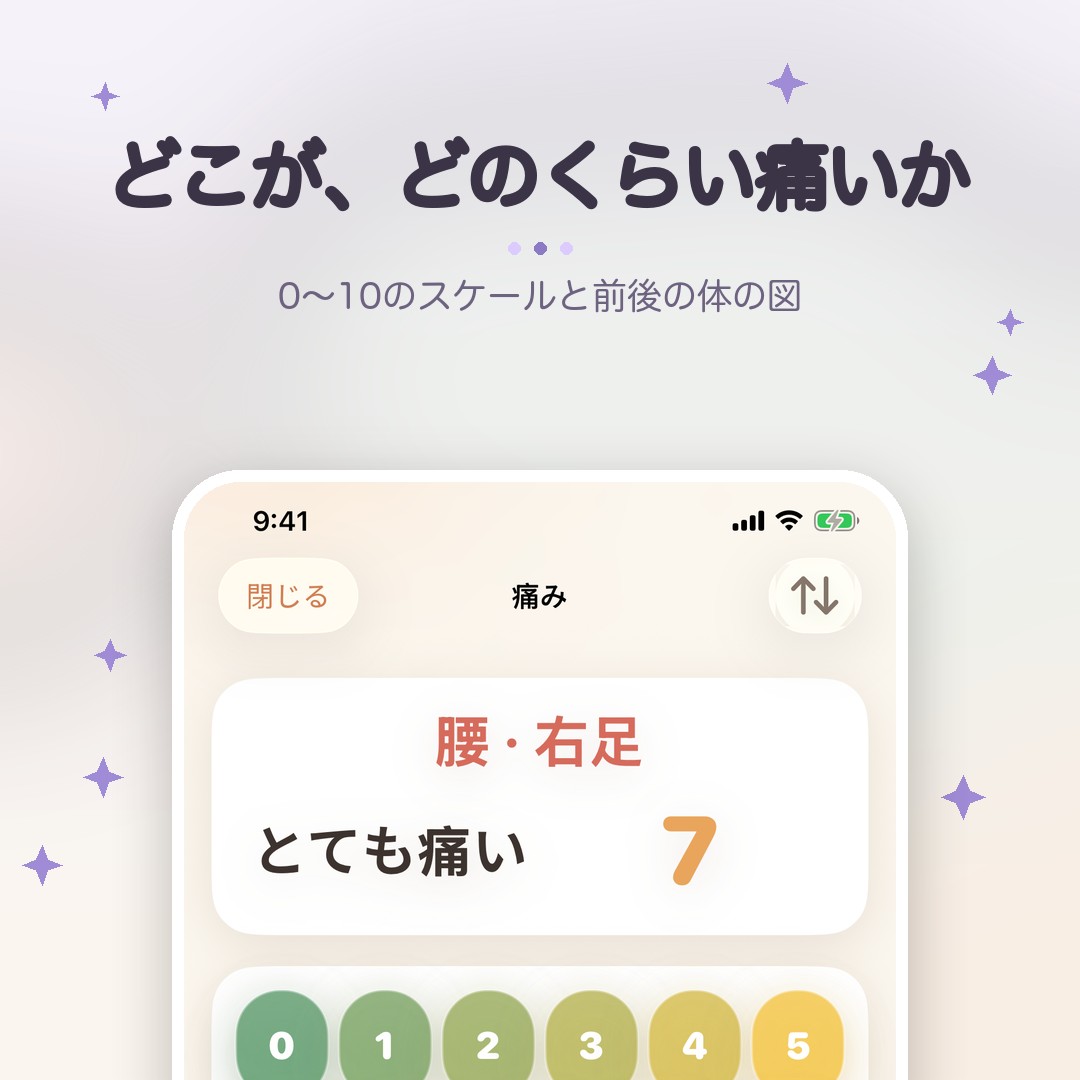 どこが、どのくらい痛いか
0〜10のスケールと前後の体の図
9:41
閉じる 痛み
腰・右足
とても痛い 7
0 1 2 3 4 5